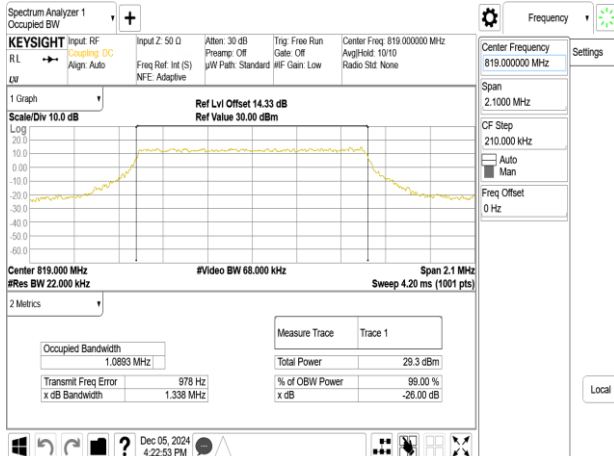 Spectrum Analyzer 1
Occupied BW
+
Frequency
KEYSIGHT
RL
LXI
Input: RF
Coupling: DC
Align: Auto
Input Z: 50 Ω
Freq Ref: Int (S)
NFE: Adaptive
Atten: 30 dB
Preamp: Off
µW Path: Standard
Trig: Free Run
Gate: Off
#IF Gain: Low
Center Freq: 819.000000 MHz
Avg|Hold: 10/10
Radio Std: None
Center Frequency
819.000000 MHz
Settings
Span
2.1000 MHz
CF Step
210.000 kHz
Auto
Man
Freq Offset
0 Hz
Local
1 Graph
Scale/Div 10.0 dB
Ref Lvl Offset 14.33 dB
Ref Value 30.00 dBm
Log
20.0
10.0
0.00
-10.0
-20.0
-30.0
-40.0
-50.0
-60.0
Center 819.000 MHz
#Res BW 22.000 kHz
#Video BW 68.000 kHz
Span 2.1 MHz
Sweep 4.20 ms (1001 pts)
2 Metrics
Occupied Bandwidth
1.0893 MHz
Transmit Freq Error 978 Hz
x dB Bandwidth 1.338 MHz
Measure Trace Trace 1
Total Power 29.3 dBm
% of OBW Power 99.00 %
x dB -26.00 dB
?
Dec 05, 2024
4:22:53 PM